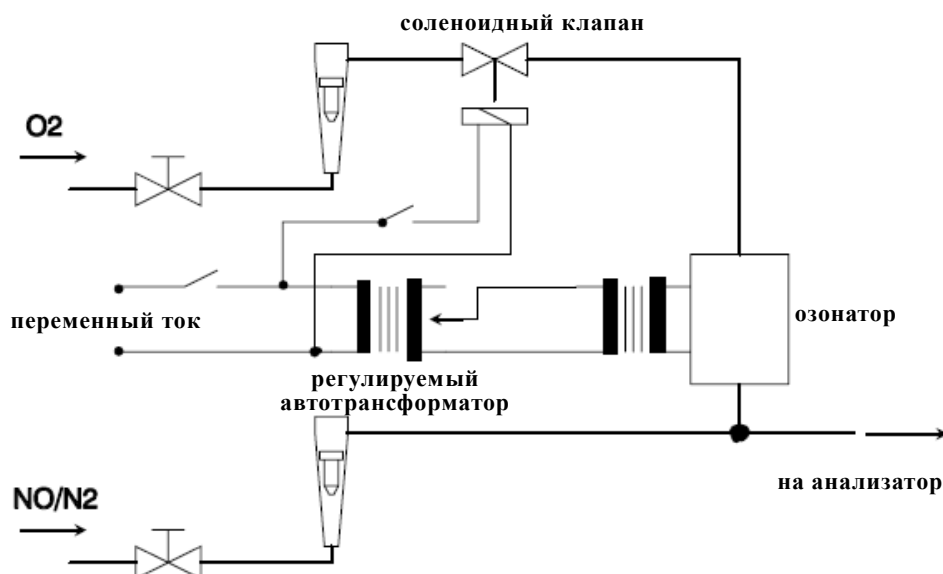 соленоидный клапан
O2
переменный ток
озонатор
регулируемый
автотрансформатор
на анализатор
NO/N2